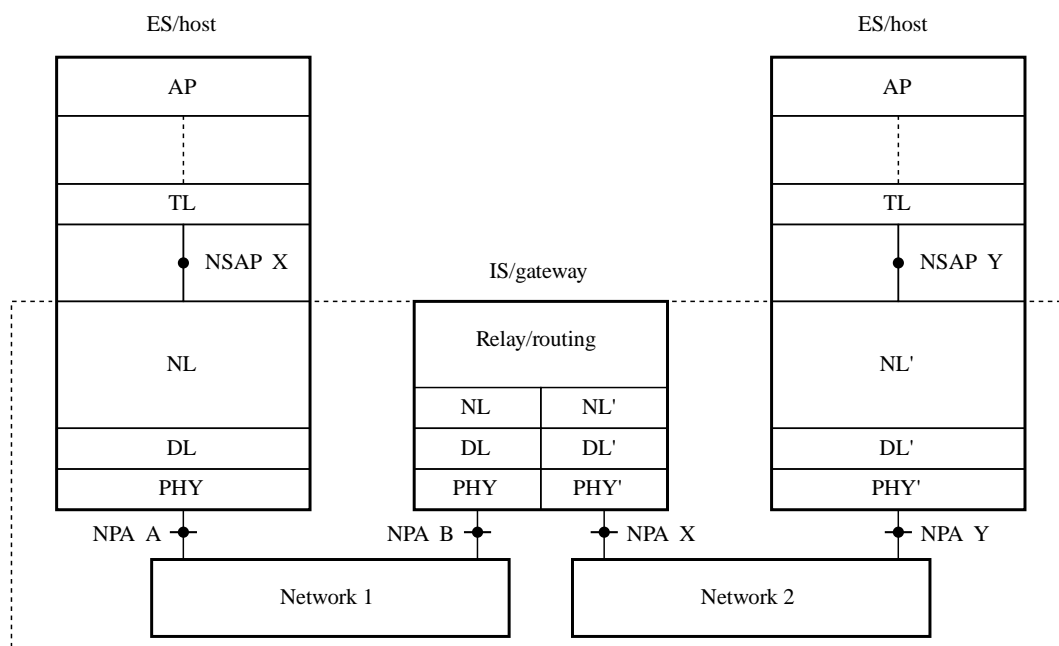 ES/host
ES/host
AP
AP
TL
TL
NSAP X
NSAP Y
IS/gateway
Relay/routing
NL
NL'
NL
NL'
DL
DL
DL'
DL'
PHY
PHY
PHY'
PHY'
NPA A
NPA B
NPA X
NPA Y
Network 1
Network 2